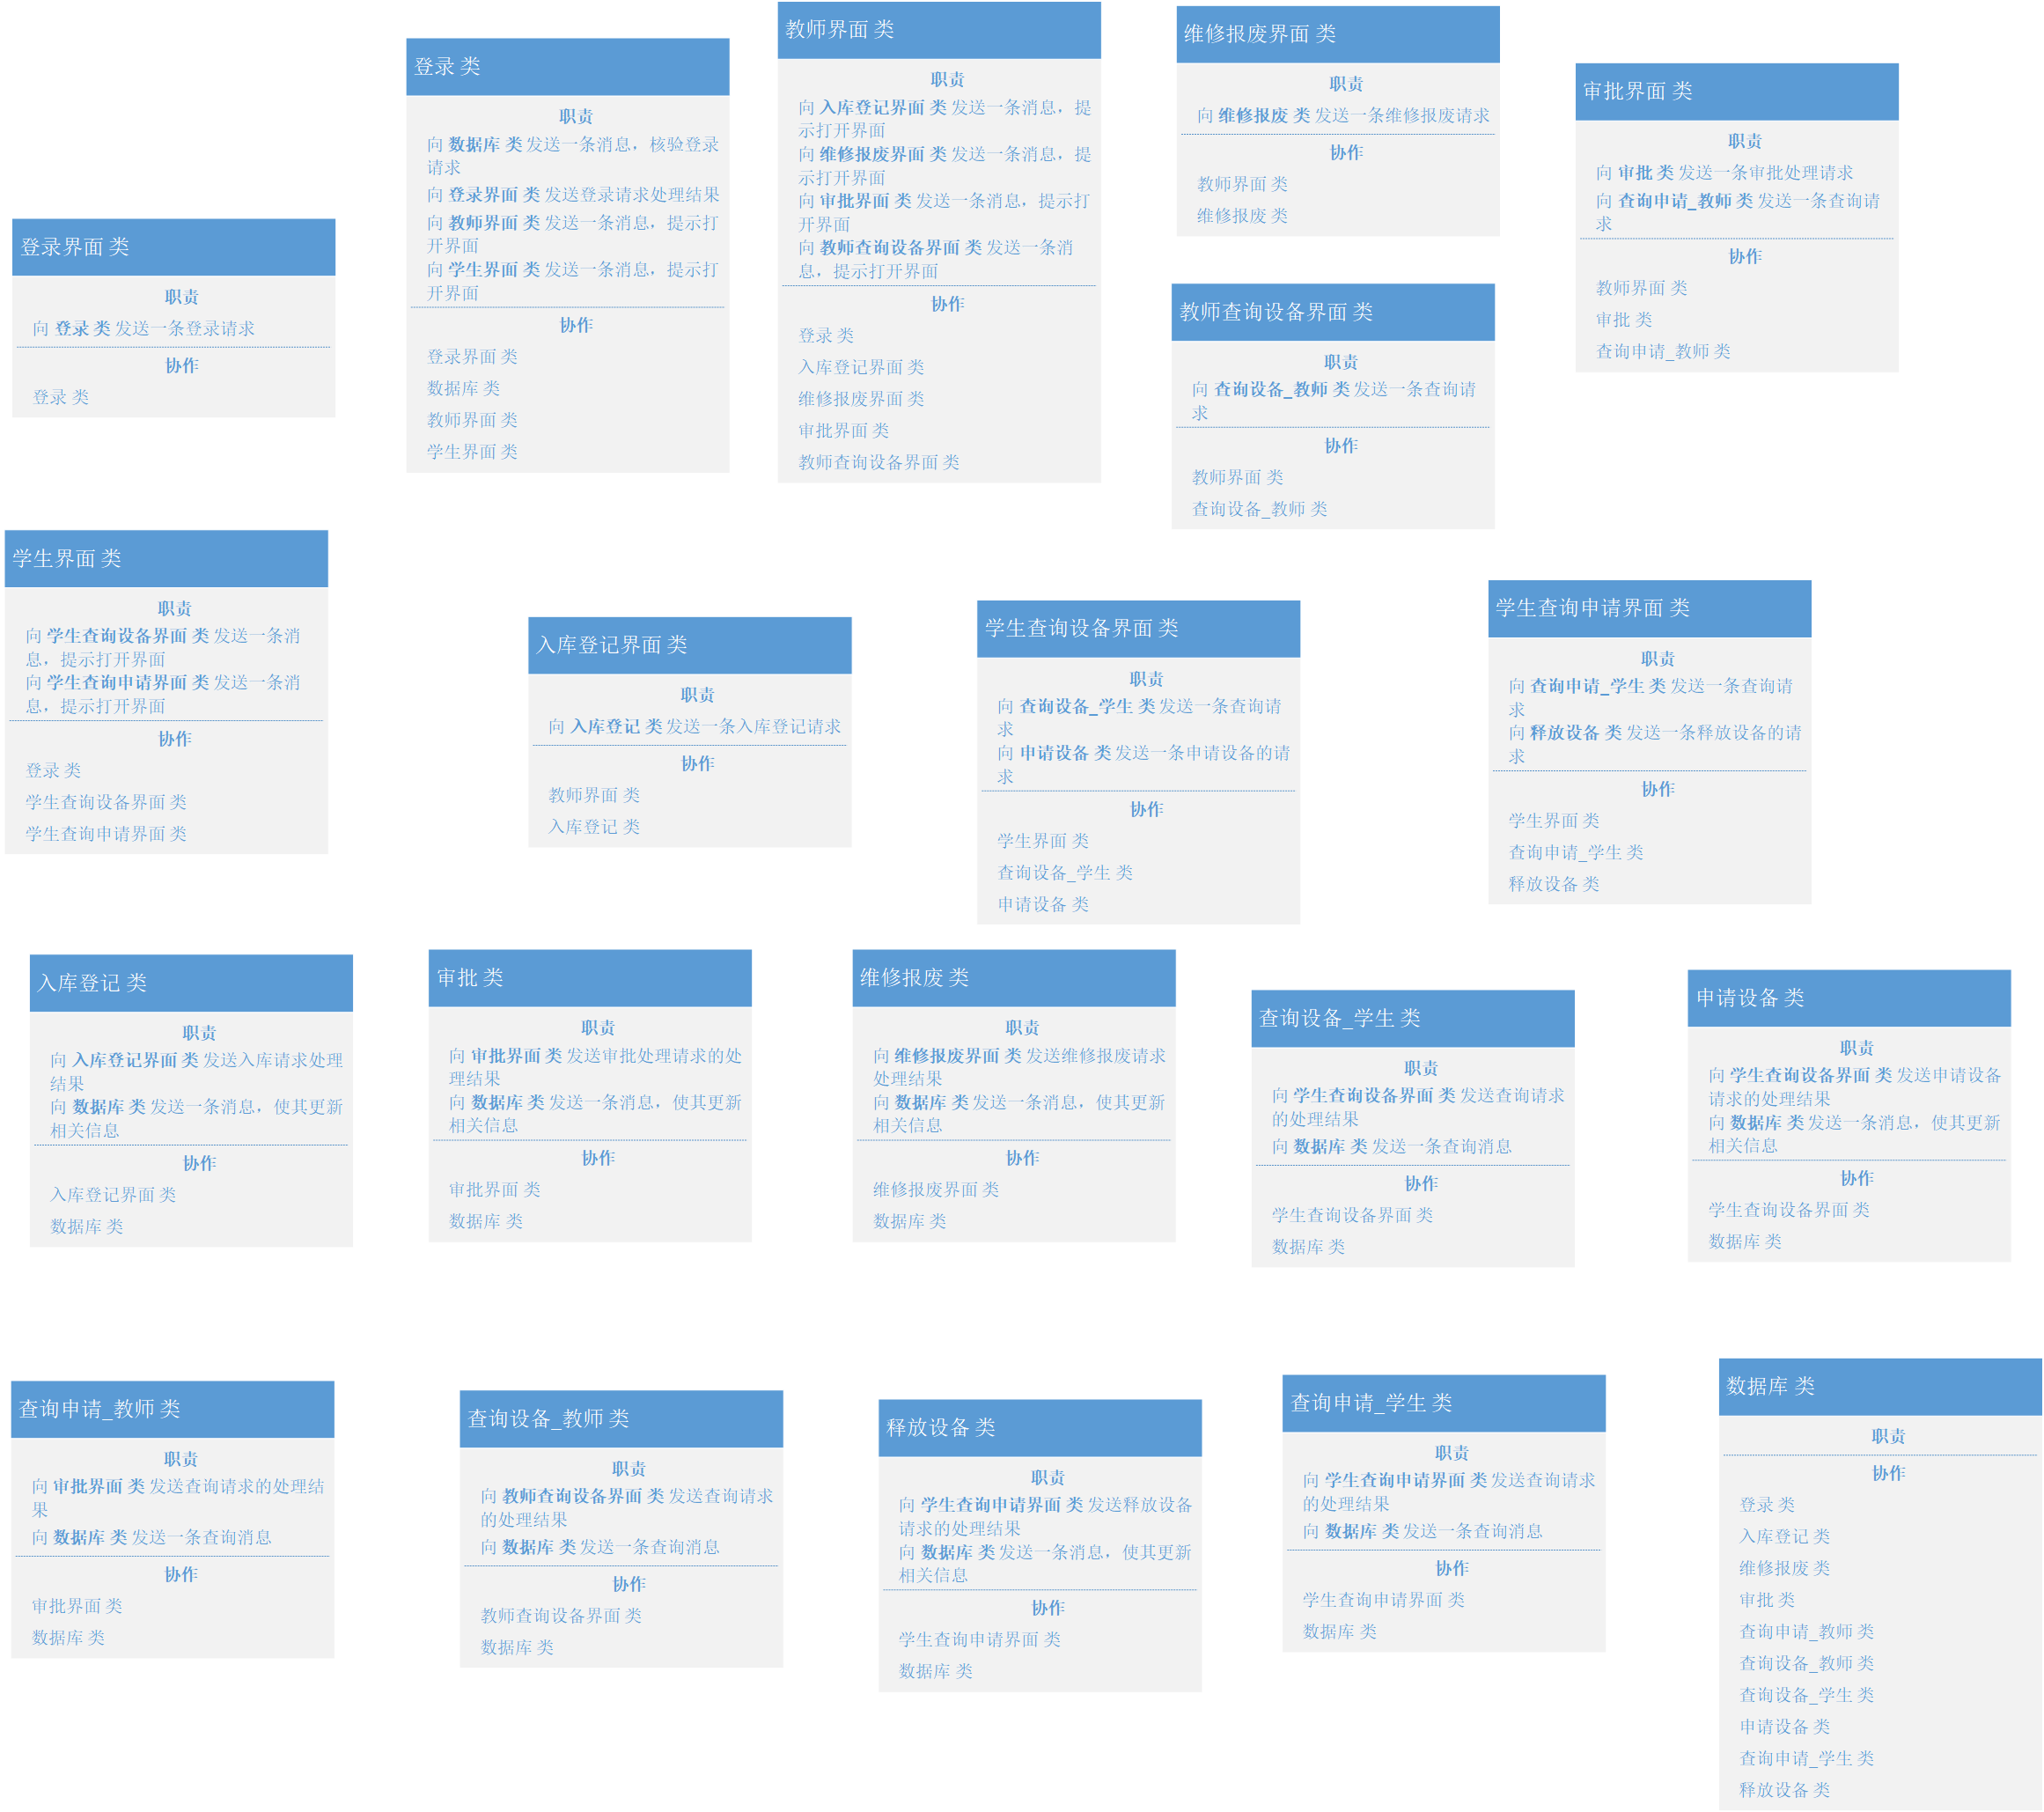 登录界面 类
职责
向 登录 类 发送一条登录请求
协作
登录 类
登录 类
职责
向 数据库 类 发送一条消息，核验登录
请求
向 登录界面 类 发送登录请求处理结果
向 教师界面 类 发送一条消息，提示打
开界面
向 学生界面 类 发送一条消息，提示打
开界面
协作
登录界面 类
数据库 类
教师界面 类
学生界面 类
教师界面 类
职责
向 入库登记界面 类 发送一条消息，提
示打开界面
向 维修报废界面 类 发送一条消息，提
示打开界面
向 审批界面 类 发送一条消息，提示打
开界面
向 教师查询设备界面 类 发送一条消
息，提示打开界面
协作
登录 类
入库登记界面 类
维修报废界面 类
审批界面 类
教师查询设备界面 类
维修报废界面 类
职责
向 维修报废 类 发送一条维修报废请求
协作
教师界面 类
维修报废 类
教师查询设备界面 类
职责
向 查询设备_教师 类 发送一条查询请
求
协作
教师界面 类
查询设备_教师 类
审批界面 类
职责
向 审批 类 发送一条审批处理请求
向 查询申请_教师 类 发送一条查询请
求
协作
教师界面 类
审批 类
查询申请_教师 类
学生界面 类
职责
向 学生查询设备界面 类 发送一条消
息，提示打开界面
向 学生查询申请界面 类 发送一条消
息，提示打开界面
协作
登录 类
学生查询设备界面 类
学生查询申请界面 类
入库登记界面 类
职责
向 入库登记 类 发送一条入库登记请求
协作
教师界面 类
入库登记 类
学生查询设备界面 类
职责
向 查询设备_学生 类 发送一条查询请
求
向 申请设备 类 发送一条申请设备的请
求
协作
学生界面 类
查询设备_学生 类
申请设备 类
学生查询申请界面 类
职责
向 查询申请_学生 类 发送一条查询请
求
向 释放设备 类 发送一条释放设备的请
求
协作
学生界面 类
查询申请_学生 类
释放设备 类
入库登记 类
职责
向 入库登记界面 类 发送入库请求处理
结果
向 数据库 类 发送一条消息，使其更新
相关信息
协作
入库登记界面 类
数据库 类
审批 类
职责
向 审批界面 类 发送审批处理请求的处
理结果
向 数据库 类 发送一条消息，使其更新
相关信息
协作
审批界面 类
数据库 类
维修报废 类
职责
向 维修报废界面 类 发送维修报废请求
处理结果
向 数据库 类 发送一条消息，使其更新
相关信息
协作
维修报废界面 类
数据库 类
查询设备_学生 类
职责
向 学生查询设备界面 类 发送查询请求
的处理结果
向 数据库 类 发送一条查询消息
协作
学生查询设备界面 类
数据库 类
申请设备 类
职责
向 学生查询设备界面 类 发送申请设备
请求的处理结果
向 数据库 类 发送一条消息，使其更新
相关信息
协作
学生查询设备界面 类
数据库 类
查询申请_教师 类
职责
向 审批界面 类 发送查询请求的处理结
果
向 数据库 类 发送一条查询消息
协作
审批界面 类
数据库 类
查询设备_教师 类
职责
向 教师查询设备界面 类 发送查询请求
的处理结果
向 数据库 类 发送一条查询消息
协作
教师查询设备界面 类
数据库 类
释放设备 类
职责
向 学生查询申请界面 类 发送释放设备
请求的处理结果
向 数据库 类 发送一条消息，使其更新
相关信息
协作
学生查询申请界面 类
数据库 类
查询申请_学生 类
职责
向 学生查询申请界面 类 发送查询请求
的处理结果
向 数据库 类 发送一条查询消息
协作
学生查询申请界面 类
数据库 类
数据库 类
职责
协作
登录 类
入库登记 类
维修报废 类
审批 类
查询申请_教师 类
查询设备_教师 类
查询设备_学生 类
申请设备 类
查询申请_学生 类
释放设备 类